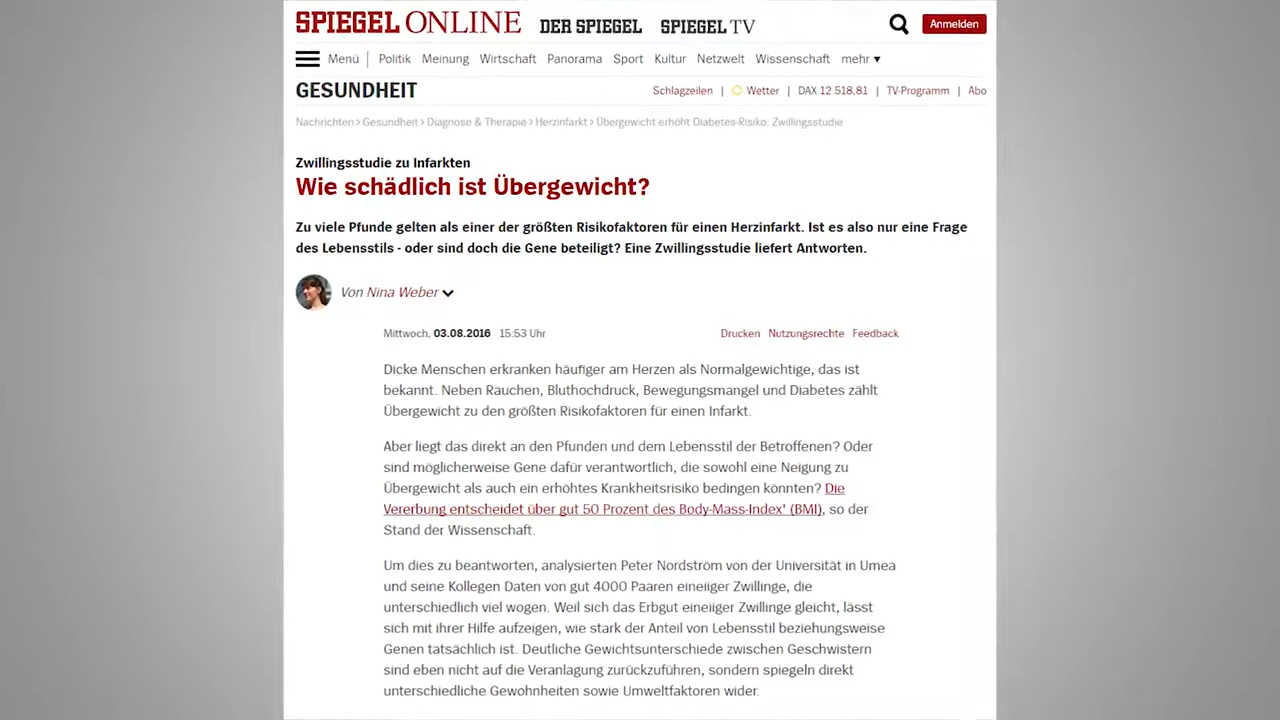 SPIEGEL ONLINE DER SPIEGEL SPIEGEL TV Anmelden
Menü Politik Meinung Wirtschaft Panorama Sport Kultur Netzwelt Wissenschaft mehr ▼
GESUNDHEIT Schlagzeilen | Wetter | DAX 12.518.81 | TV-Programm | Abo
Nachrichten > Gesundheit > Diagnose & Therapie > Herzinfarkt > Übergewicht erhöht Diabetes-Risiko: Zwillingsstudie
Zwillingsstudie zu Infarkten
Wie schädlich ist Übergewicht?
Zu viele Pfunde gelten als einer der größten Risikofaktoren für einen Herzinfarkt. Ist es also nur eine Frage
des Lebensstils - oder sind doch die Gene beteiligt? Eine Zwillingsstudie liefert Antworten.
Von Nina Weber
Mittwoch, 03.08.2016 15:53 Uhr Drucken Nutzungsrechte Feedback
Dicke Menschen erkranken häufiger am Herzen als Normalgewichtige, das ist
bekannt. Neben Rauchen, Bluthochdruck, Bewegungsmangel und Diabetes zählt
Übergewicht zu den größten Risikofaktoren für einen Infarkt.
Aber liegt das direkt an den Pfunden und dem Lebensstil der Betroffenen? Oder
sind möglicherweise Gene dafür verantwortlich, die sowohl eine Neigung zu
Übergewicht als auch ein erhöhtes Krankheitsrisiko bedingen könnten? Die
Vererbung entscheidet über gut 50 Prozent des Body-Mass-Index' (BMI), so der
Stand der Wissenschaft.
Um dies zu beantworten, analysierten Peter Nordström von der Universität in Umea
und seine Kollegen Daten von gut 4000 Paaren eineiiger Zwillinge, die
unterschiedlich viel wogen. Weil sich das Erbgut eineiiger Zwillinge gleicht, lässt
sich mit ihrer Hilfe aufzeigen, wie stark der Anteil von Lebensstil beziehungsweise
Genen tatsächlich ist. Deutliche Gewichtsunterschiede zwischen Geschwistern
sind eben nicht auf die Veranlagung zurückzuführen, sondern spiegeln direkt
unterschiedliche Gewohnheiten sowie Umweltfaktoren wider.